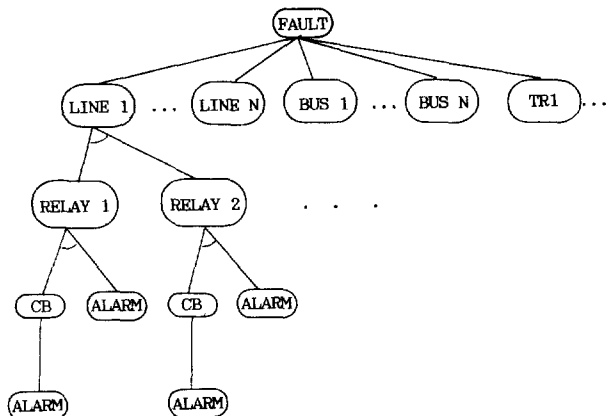 FAULT
LINE 1 ... LINE N BUS 1 ... BUS N TR1 ...
RELAY 1 RELAY 2 . . .
CB ALARM CB ALARM
ALARM ALARM